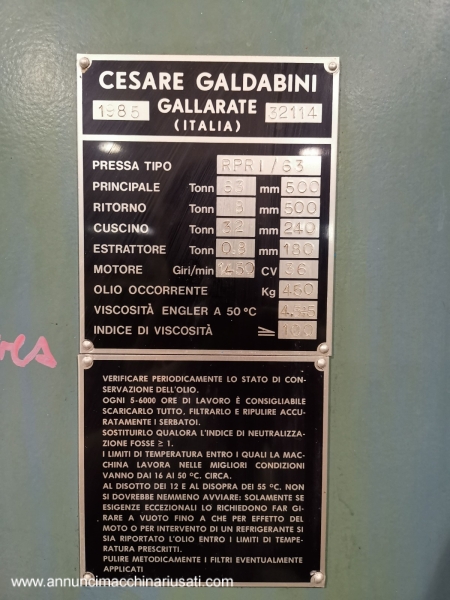 CESARE GALDABINI
1985 GALLARATE 32114
(ITALIA)
PRESSA TIPO RPRI/63
PRINCIPALE Tonn 63 mm 500
RITORNO Tonn mm 500
CUSCINO Tonn 32 mm 240
ESTRATTORE Tonn 0.3 mm 180
MOTORE Giri/min 1450 CV
OLIO OCCORRENTE Kg 450
VISCOSITÀ ENGLER A 50 °C
INDICE DI VISCOSITÀ ≥
VERIFICARE PERIODICAMENTE LO STATO DI CON-
SERVAZIONE DELL'OLIO.
OGNI 5-6000 ORE DI LAVORO È CONSIGLIABILE
SCARICARLO TUTTO, FILTRARLO E RIPULIRE ACCU-
RATAMENTE I SERBATOI.
SOSTITUIRLO QUALORA L'INDICE DI NEUTRALIZZA-
ZIONE FOSSE ≥ 1.
I LIMITI DI TEMPERATURA ENTRO I QUALI LA MAC-
CHINA LAVORA NELLE MIGLIORI CONDIZIONI
VANNO DAI 16 AI 50 °C. CIRCA.
AL DISOTTO DEI 12 E AL DISOPRA DEI 55 °C. NON
SI DOVREBBE NEMMENO AVVIARE: SOLAMENTE SE
ESIGENZE ECCEZIONALI LO RICHIEDONO FAR GI-
RARE A VUOTO FINO A CHE PER EFFETTO DEL
MOTO O PER INTERVENTO DI UN REFRIGERANTE SI
SIA RIPORTATO L'OLIO ENTRO I LIMITI DI TEM-
PERATURA PRESCRITTI.
PULIRE METODICAMENTE I FILTRI EVENTUALMENTE
APPLICATI
www.annuncimacchinariusati.com